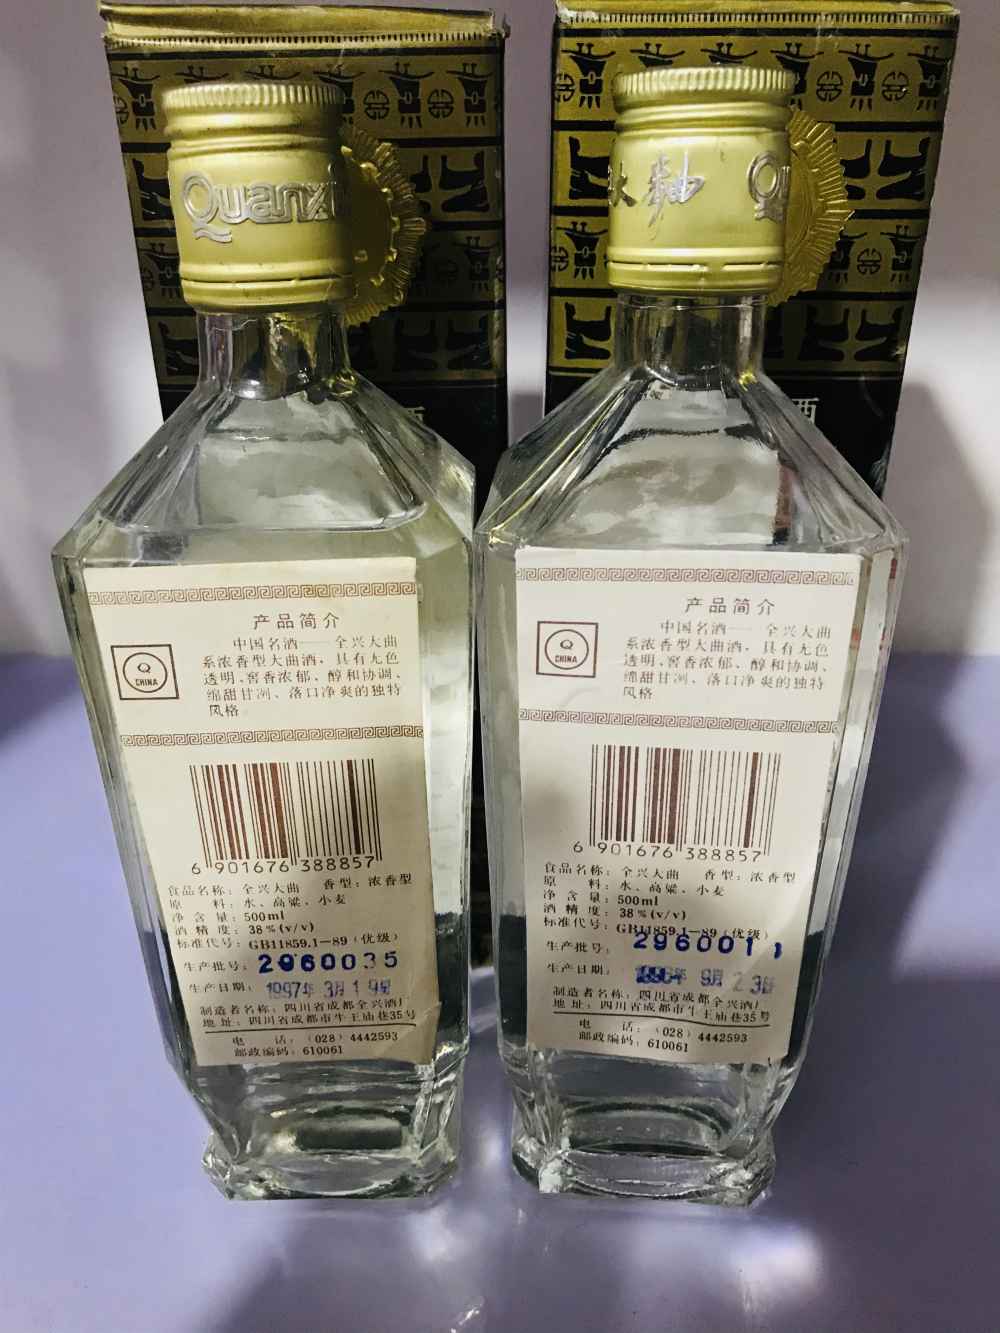 Quanx
大曲
Qu
酒
酒
产品简介
中国名酒——全兴大曲
系浓香型大曲酒，具有无色
透明、窖香浓郁、醇和协调、
绵甜甘冽、落口净爽的独特
风格
Q
CHINA
6 901676 388857
食品名称：全兴大曲 香型：浓香型
原 料：水、高粱、小麦
净 含 量：500ml
酒 精 度：38%(v/v)
标准代号：GB11859.1—89（优级）
生产批号：2960035
生产日期：1997年 3月19日
制造者名称：四川省成都全兴酒厂
地 址：四川省成都市牛王庙巷35号
电 话：（028）4442593
邮政编码：610061
产品简介
中国名酒——全兴大曲
系浓香型大曲酒，具有无色
透明、窖香浓郁、醇和协调、
绵甜甘冽、落口净爽的独特
风格
Q
CHINA
6 901676 388857
食品名称：全兴大曲 香型：浓香型
原 料：水、高粱、小麦
净 含 量：500ml
酒 精 度：38%(v/v)
标准代号：GB11859.1—89（优级）
生产批号：2960011
生产日期：1996年 9月23日
制造者名称：四川省成都全兴酒厂
地 址：四川省成都市牛王庙巷35号
电 话：（028）4442593
邮政编码：610061